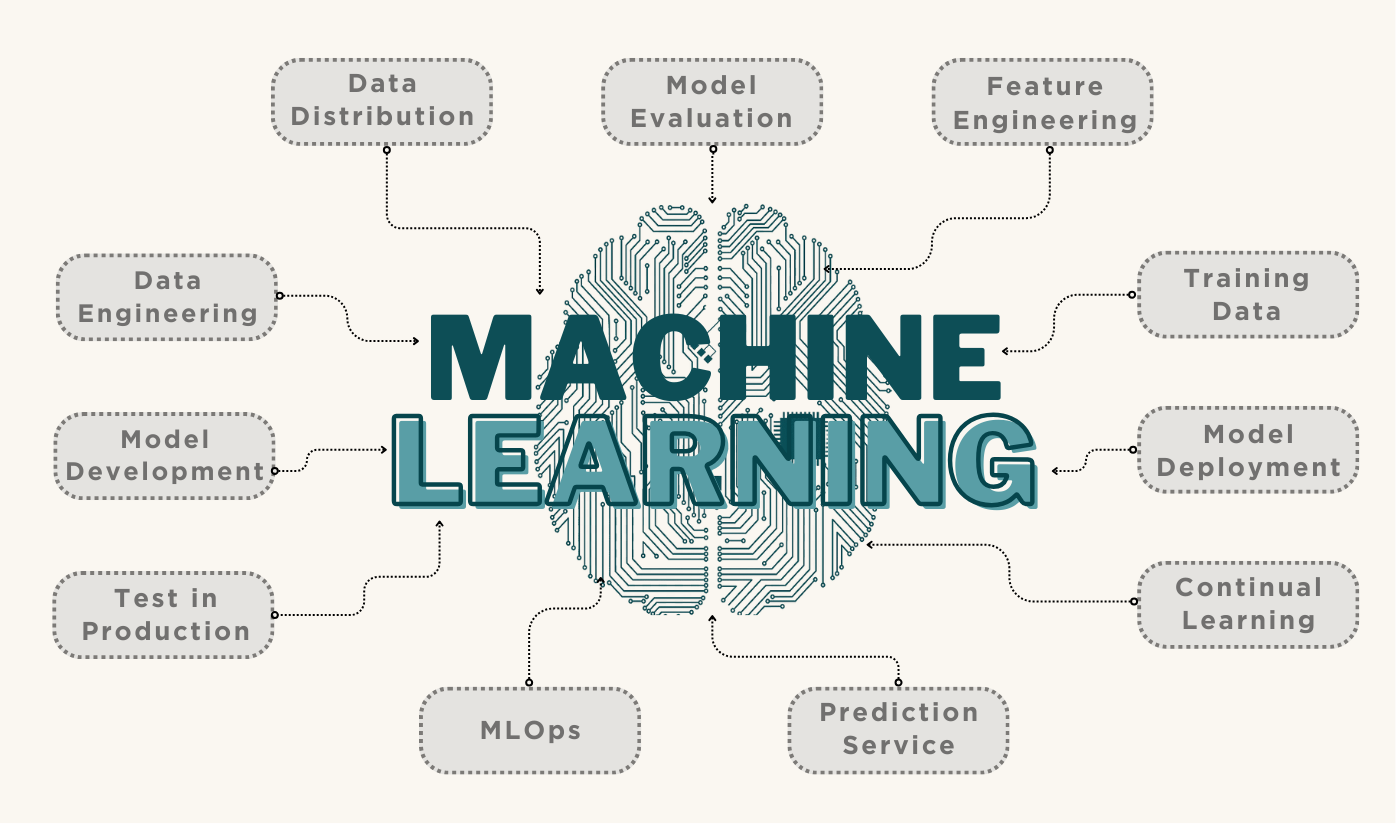 Data
Distribution
Model
Evaluation
Feature
Engineering
Data
Engineering
Training
Data
MACHINE
LEARNING
Model
Development
Model
Deployment
Test in
Production
Continual
Learning
MLOps
Prediction
Service